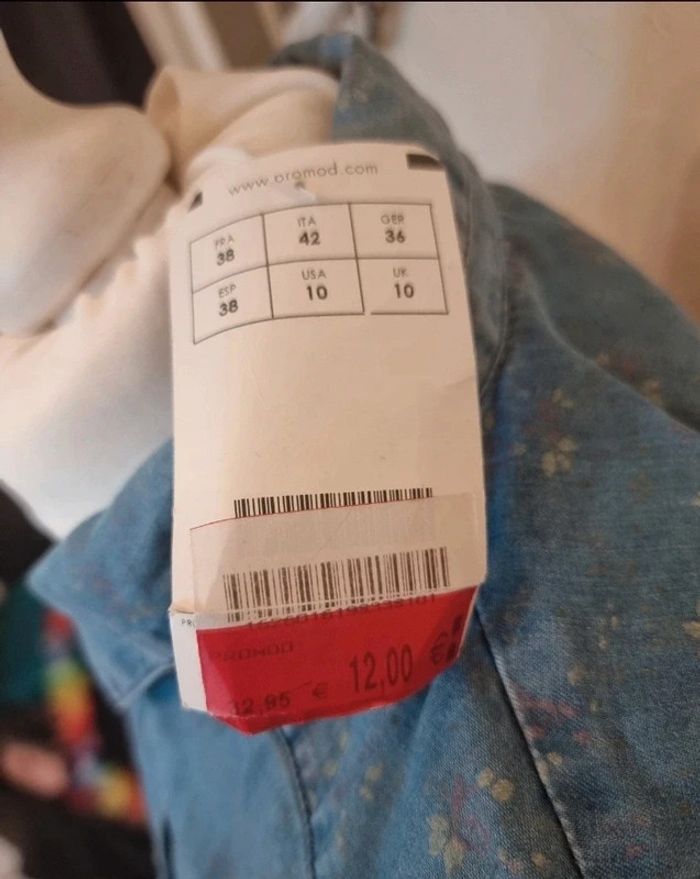 www.promod.com
FRA ITA GER
38 42 36
ESP USA UK
38 10 10
PROMOD
32,95 € 12,00 €